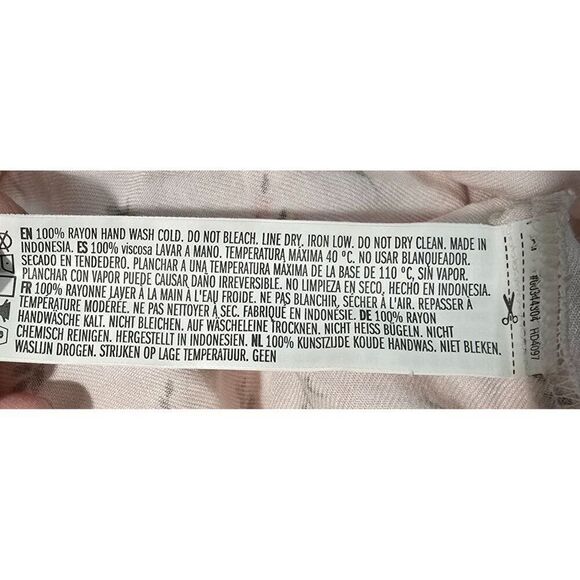 EN 100% RAYON HAND WASH COLD. DO NOT BLEACH. LINE DRY. IRON LOW. DO NOT DRY CLEAN. MADE IN
INDONESIA. ES 100% viscosa LAVAR A MANO. TEMPERATURA MÁXIMA 40 ºC. NO USAR BLANQUEADOR.
SECADO EN TENDEDERO. PLANCHAR A UNA TEMPERATURA MÁXIMA DE LA BASE DE 110 ºC, SIN VAPOR.
PLANCHAR CON VAPOR PUEDE CAUSAR DAÑO IRREVERSIBLE. NO LIMPIEZA EN SECO, HECHO EN INDONESIA.
FR 100% RAYONNE LAVER À LA MAIN À L'EAU FROIDE. NE PAS BLANCHIR, SÉCHER À L'AIR. REPASSER À
TEMPÉRATURE MODÉRÉE. NE PAS NETTOYER À SEC. FABRIQUÉ EN INDONÉSIE. DE 100% RAYON
HANDWÄSCHE KALT. NICHT BLEICHEN. AUF WÄSCHELEINE TROCKNEN. NICHT HEISS BÜGELN. NICHT
CHEMISCH REINIGEN. HERGESTELLT IN INDONESIEN. NL 100% KUNSTZIJDE KOUDE HANDWAS. NIET BLEKEN.
WASLIJN DROGEN. STRIJKEN OP LAGE TEMPERATUUR. GEEN